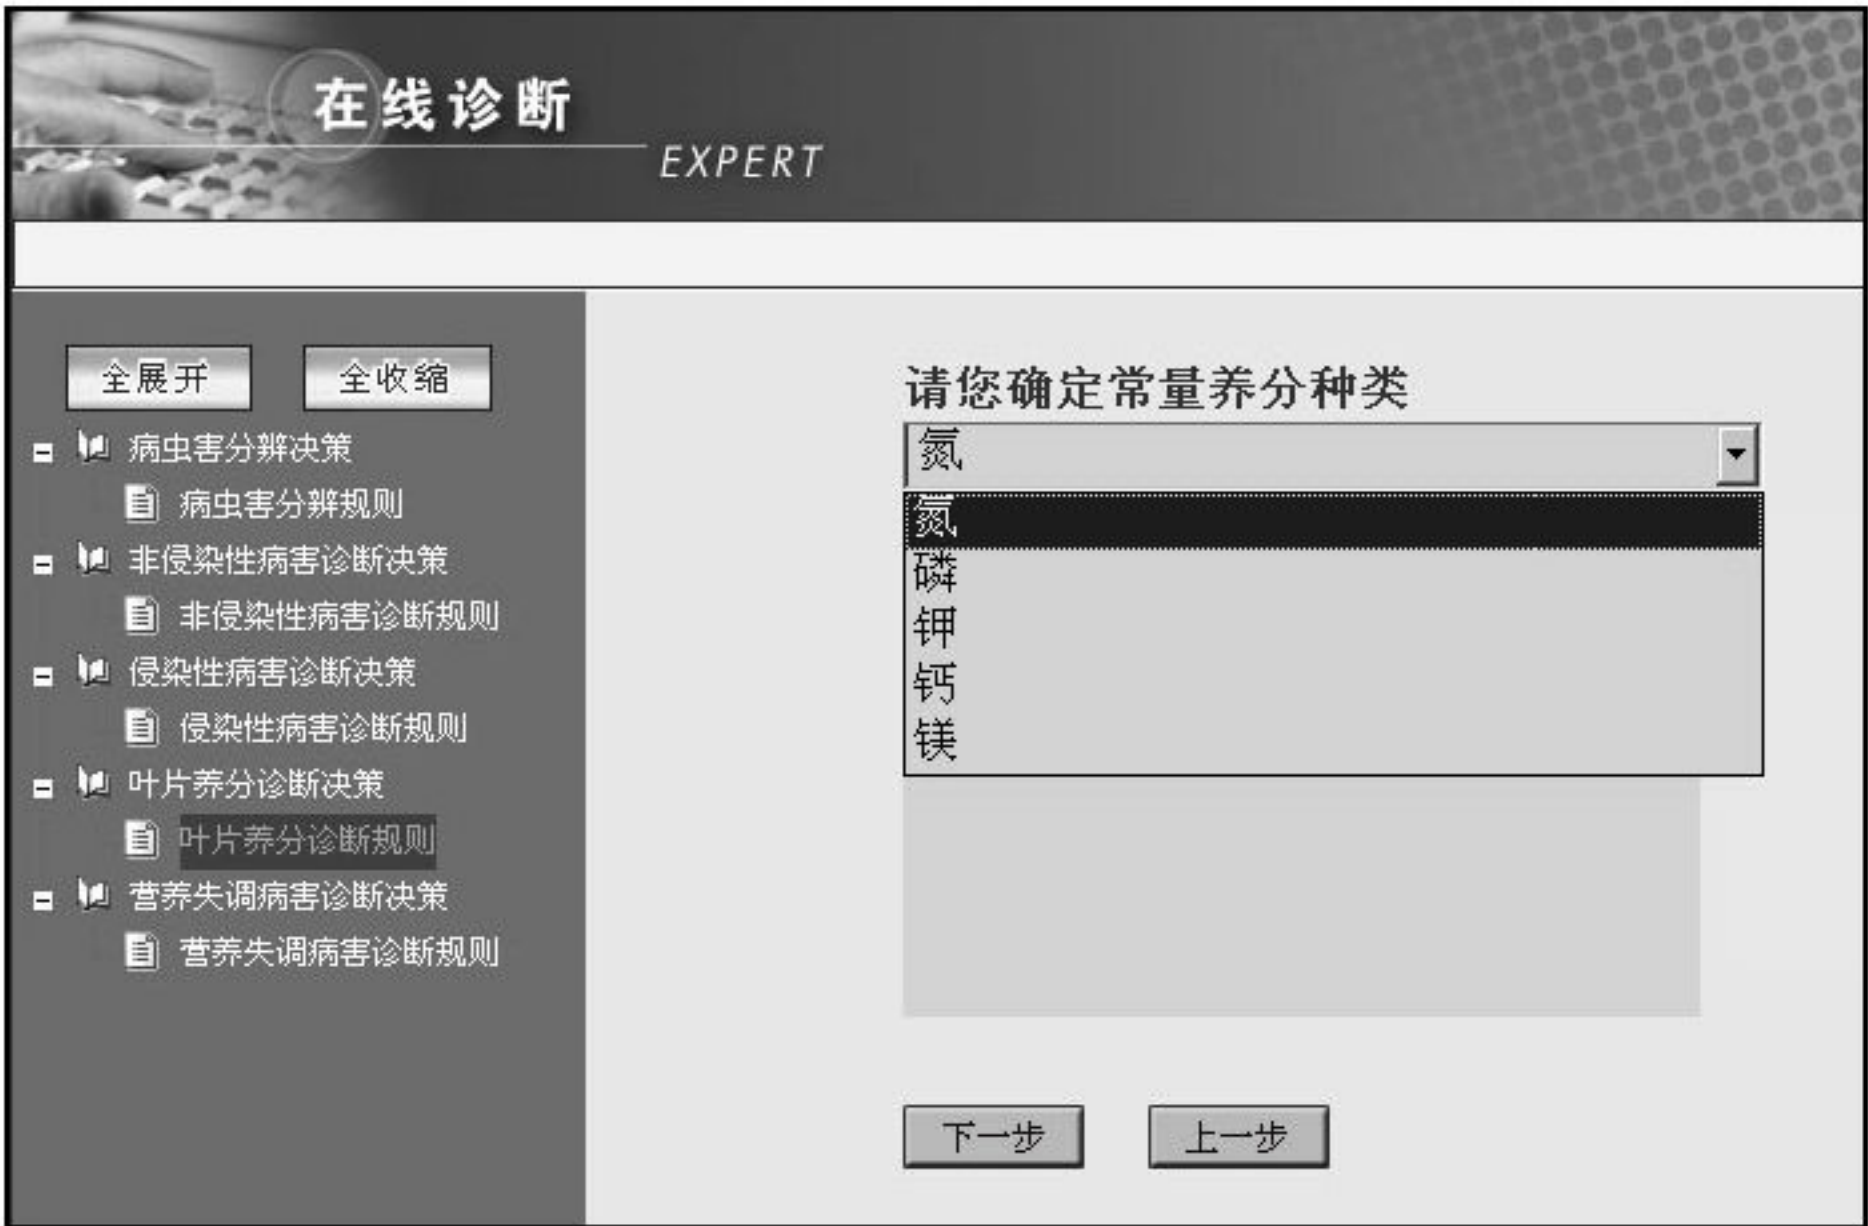 在线诊断
EXPERT
全展开
全收缩
病虫害分辨决策
病虫害分辨规则
非侵染性病害诊断决策
非侵染性病害诊断规则
侵染性病害诊断决策
侵染性病害诊断规则
叶片养分诊断决策
叶片养分诊断规则
营养失调病害诊断决策
营养失调病害诊断规则
请您确定常量养分种类
氮
氮
磷
钾
钙
镁
下一步
上一步